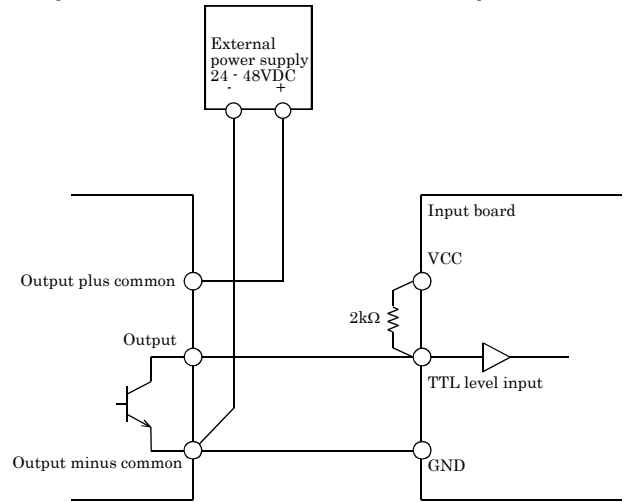 External
power supply
24 - 48VDC
- +
Input board
VCC
Output plus common
2kΩ
Output
TTL level input
Output minus common
GND